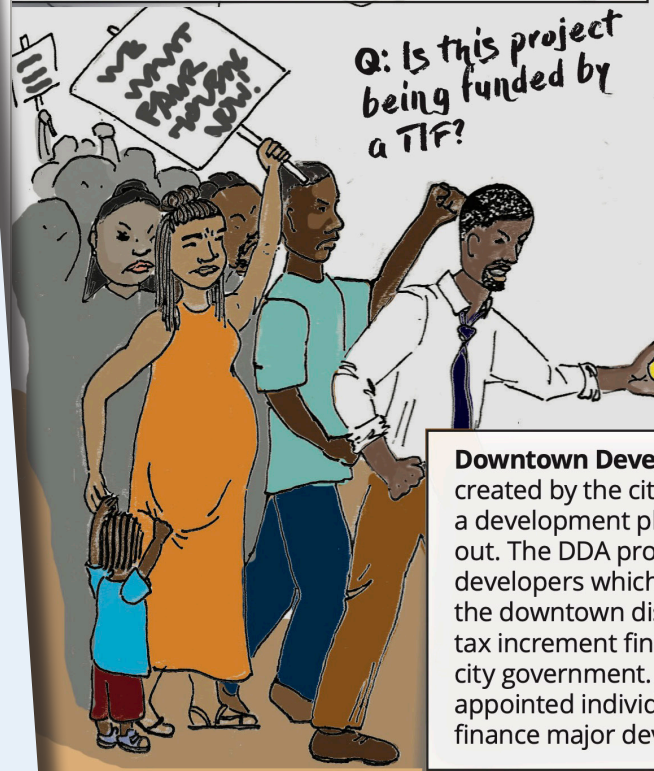 WE
WANT
FAIR
HOUSING
NOW!
Q: Is this project
being funded by
a TIF?
Downtown Deve
created by the cit
a development pl
out. The DDA pro
developers which
the downtown dis
tax increment fin
city government.
appointed individ
finance major dev